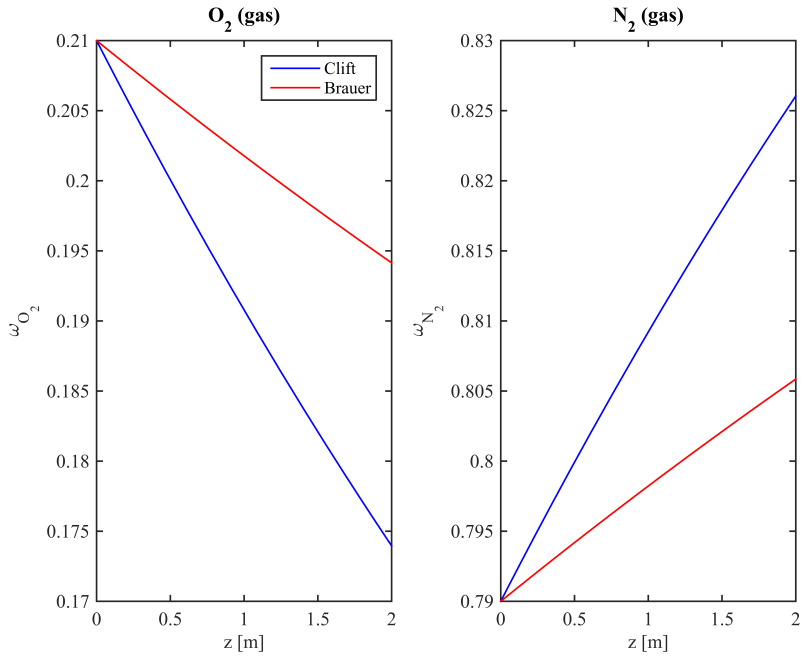 O₂ (gas)
0.21
0.205
0.2
0.195
0.19
0.185
0.18
0.175
0.17
ω_O₂
0 0.5 1 1.5 2
z [m]
Clift
Brauer
N₂ (gas)
0.83
0.825
0.82
0.815
0.81
0.805
0.8
0.795
0.79
ω_N₂
0 0.5 1 1.5 2
z [m]